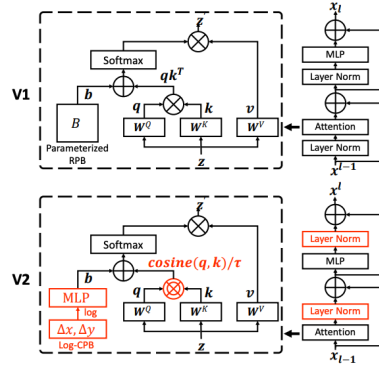 z
x_l
Softmax
MLP
qk^T
Layer Norm
V1
b
B
q
k
v
W^Q
W^K
W^V
Attention
Parameterized
RPB
Layer Norm
z
x^{l-1}
z
x^l
Softmax
Layer Norm
cosine(q, k)/τ
MLP
V2
b
MLP
q
k
v
Layer Norm
log
Δx, Δy
W^Q
W^K
W^V
Attention
Log-CPB
z
x_{l-1}